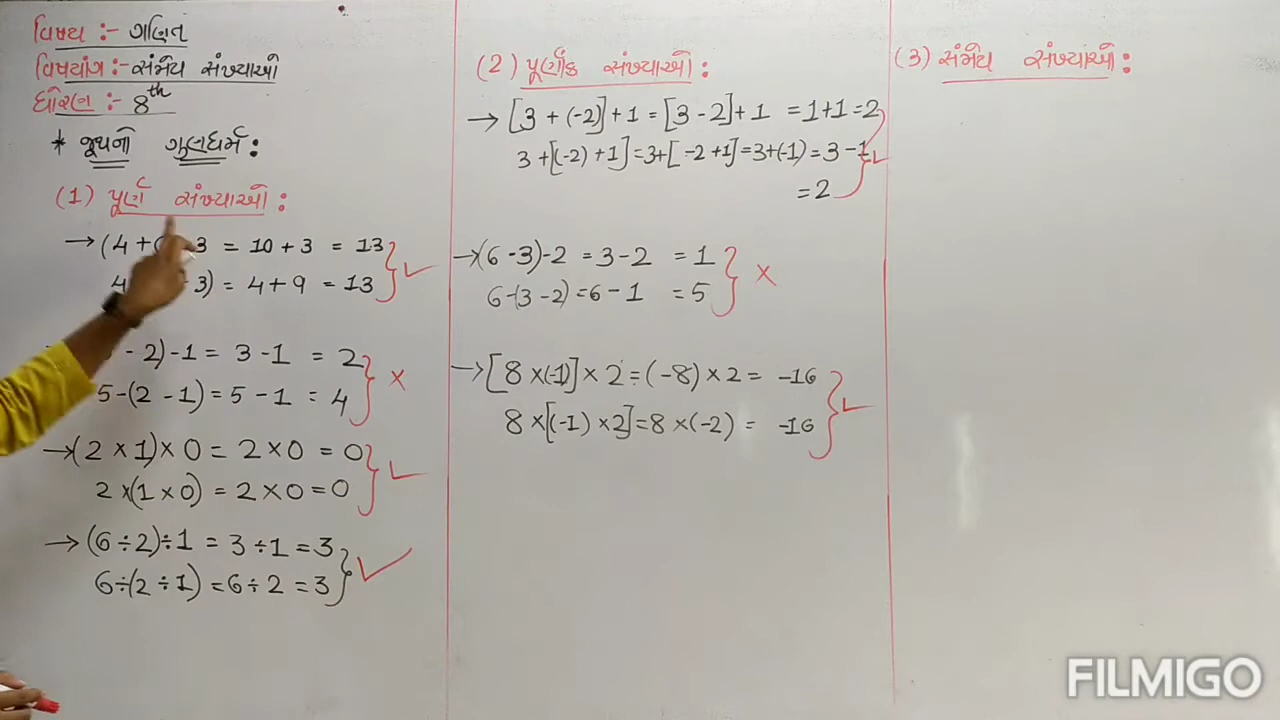 વિષય :- ગણિત
વિષયાંગ :- સંમેય સંખ્યાઓ
ધોરણ :- 8th
* જૂથનો ગુણધર્મ :
(1) પૂર્ણ સંખ્યાઓ :
→ (4 + 3 = 10 + 3 = 13
4 3) = 4 + 9 = 13 ✓
- 2) - 1 = 3 - 1 = 2
5 - (2 - 1) = 5 - 1 = 4 ×
→ (2 × 1) × 0 = 2 × 0 = 0
2 × (1 × 0) = 2 × 0 = 0 ✓
→ (6 ÷ 2) ÷ 1 = 3 ÷ 1 = 3
6 ÷ (2 ÷ 1) = 6 ÷ 2 = 3 ✓
(2) પૂર્ણાંક સંખ્યાઓ :
→ [3 + (-2)] + 1 = [3 - 2] + 1 = 1 + 1 = 2
3 + [(-2) + 1] = 3 + [-2 + 1] = 3 + (-1) = 3 - 1
= 2 ✓
→ (6 - 3) - 2 = 3 - 2 = 1
6 - (3 - 2) = 6 - 1 = 5 ×
→ [8 × (-1)] × 2 = (-8) × 2 = -16
8 × [(-1) × 2] = 8 × (-2) = -16 ✓
(3) સંમેય સંખ્યાઓ :
FILMIGO